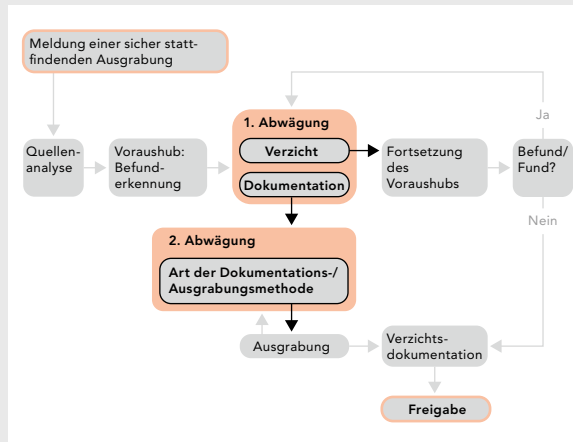 Meldung einer sicher statt-
findenden Ausgrabung
Ja
1. Abwägung
Verzicht
Dokumentation
Quellen-
analyse
Voraushub:
Befund-
erkennung
Fortsetzung
des
Voraushubs
Befund/
Fund?
Nein
2. Abwägung
Art der Dokumentations-/
Ausgrabungsmethode
Ausgrabung
Verzichts-
dokumentation
Freigabe